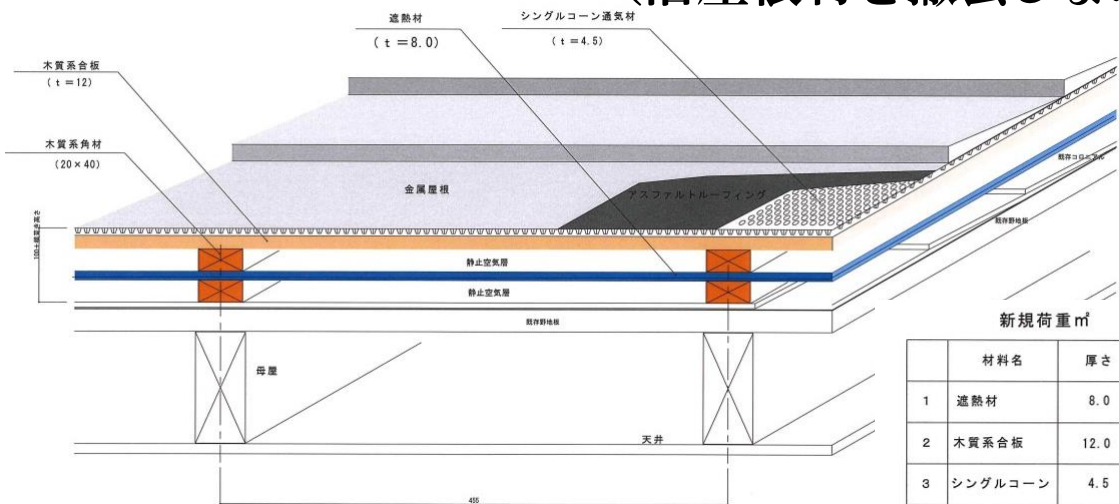 遮熱材
(t=8.0)
シングルコーン通気材
(t=4.5)
木質系合板
(t=12)
木質系角材
(20×40)
金属屋根
アスファルトルーフィング
既存コロニアル
既存野地板
静止空気層
静止空気層
既存野地板
母屋
天井
455
新規荷重㎡
材料名 厚さ
1 遮熱材 8.0
2 木質系合板 12.0
3 シングルコーン 4.5